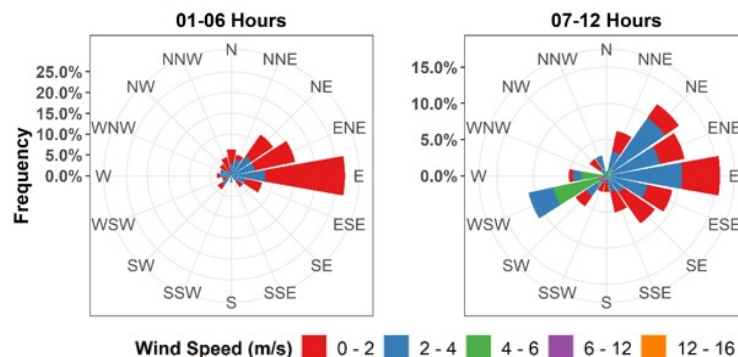 01-06 Hours
07-12 Hours
Frequency
25.0%
20.0%
15.0%
10.0%
5.0%
0.0%
N
NNE
NE
ENE
E
ESE
SE
SSE
S
SSW
SW
WSW
W
WNW
NW
NNW
15.0%
10.0%
5.0%
0.0%
N
NNE
NE
ENE
E
ESE
SE
SSE
S
SSW
SW
WSW
W
WNW
NW
NNW
Wind Speed (m/s) 0 - 2 2 - 4 4 - 6 6 - 12 12 - 16